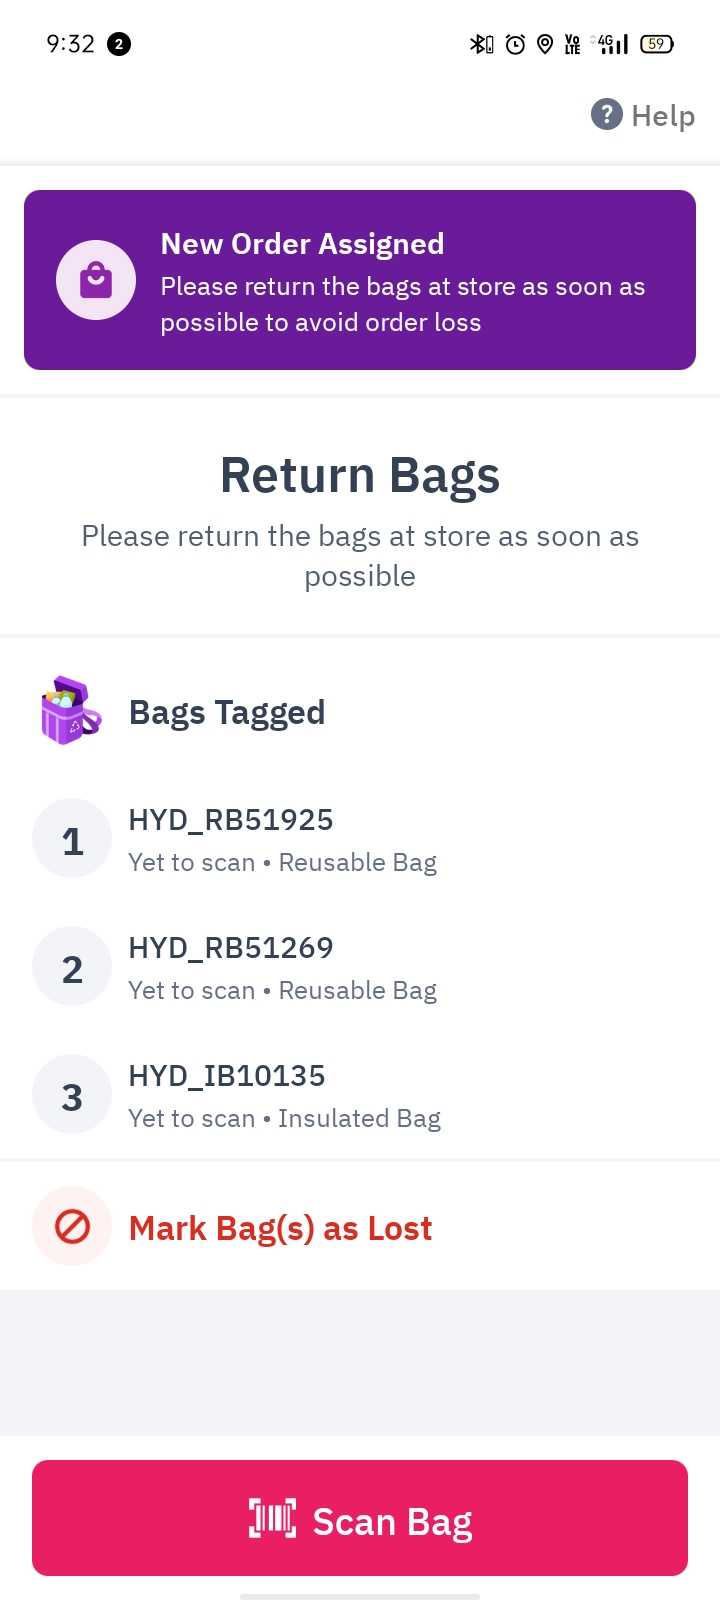 9:32 2 Vo LTE 4G 59
? Help
New Order Assigned
Please return the bags at store as soon as
possible to avoid order loss
Return Bags
Please return the bags at store as soon as
possible
Bags Tagged
1 HYD_RB51925
Yet to scan • Reusable Bag
2 HYD_RB51269
Yet to scan • Reusable Bag
3 HYD_IB10135
Yet to scan • Insulated Bag
Mark Bag(s) as Lost
Scan Bag